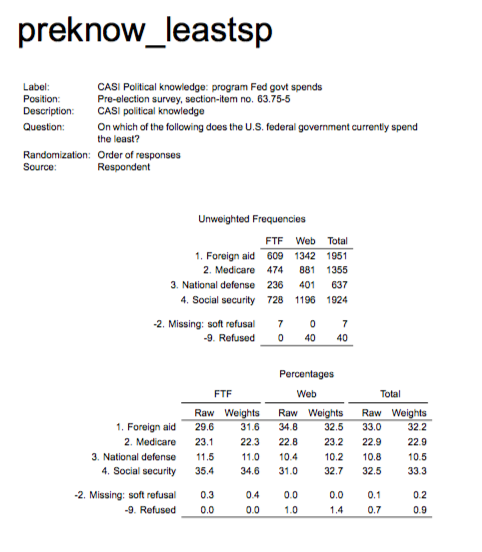 preknow_leastsp
Label: CASI Political knowledge: program Fed govt spends
Position: Pre-election survey, section-item no. 63.75-5
Description: CASI political knowledge
Question: On which of the following does the U.S. federal government currently spend
the least?
Randomization: Order of responses
Source: Respondent
Unweighted Frequencies
FTF Web Total
1. Foreign aid 609 1342 1951
2. Medicare 474 881 1355
3. National defense 236 401 637
4. Social security 728 1196 1924
-2. Missing: soft refusal 7 0 7
-9. Refused 0 40 40
Percentages
FTF Web Total
Raw Weights Raw Weights Raw Weights
1. Foreign aid 29.6 31.6 34.8 32.5 33.0 32.2
2. Medicare 23.1 22.3 22.8 23.2 22.9 22.9
3. National defense 11.5 11.0 10.4 10.2 10.8 10.5
4. Social security 35.4 34.6 31.0 32.7 32.5 33.3
-2. Missing: soft refusal 0.3 0.4 0.0 0.0 0.1 0.2
-9. Refused 0.0 0.0 1.0 1.4 0.7 0.9